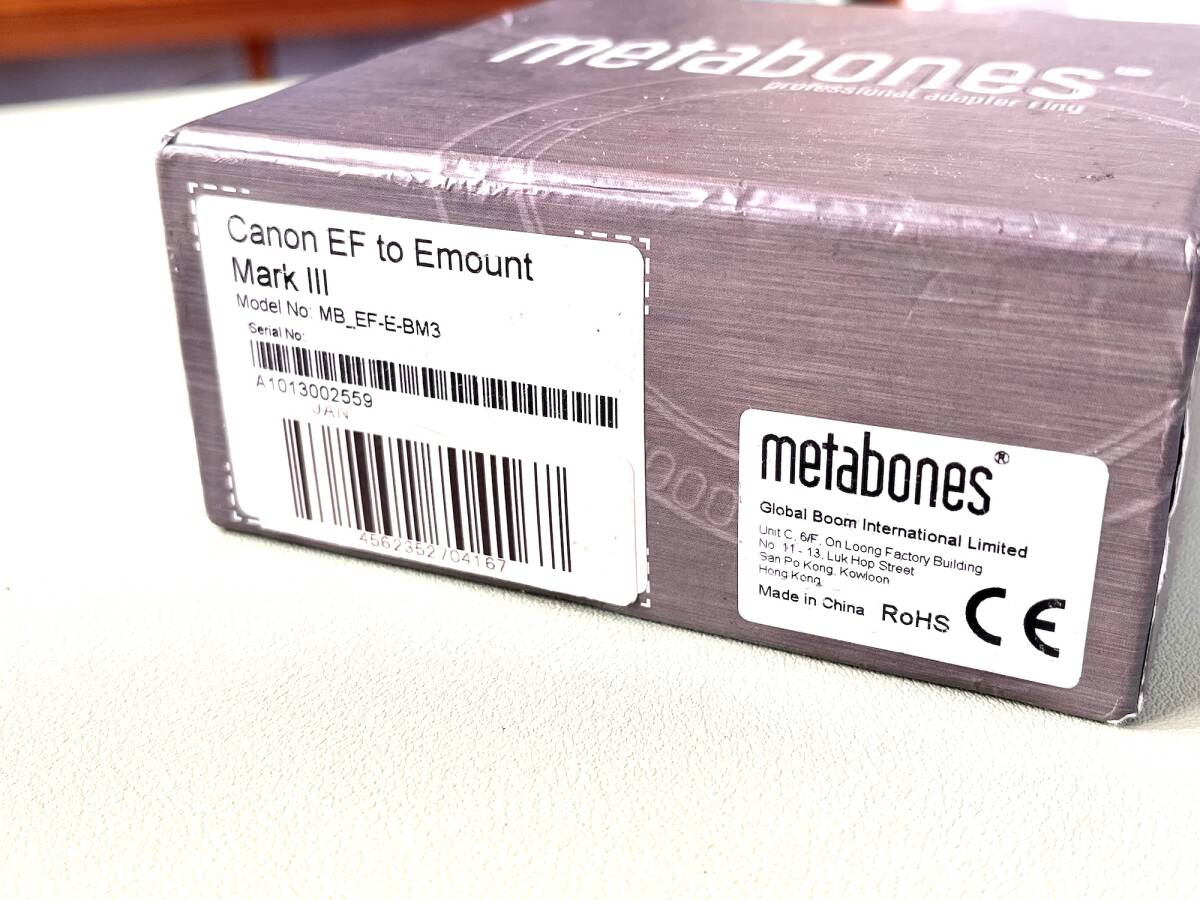 metabones®
professional adapter ring
Canon EF to Emount
Mark III
Model No: MB_EF-E-BM3
Serial No:
A1013002559
JAN
4562352704167
000
metabones®
Global Boom International Limited
Unit C, 6/F, On Loong Factory Building
No. 11 - 13, Luk Hop Street
San Po Kong, Kowloon
Hong Kong
Made in China RoHS CE